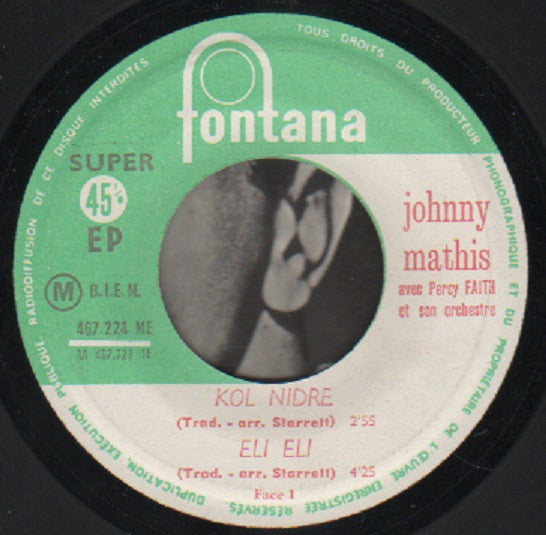 TOUS DROITS DU PRODUCTEUR PHONOGRAPHIQUE ET DU PROPRIÉTAIRE DE L'ŒUVRE ENREGISTRÉE RÉSERVÉS
DUPLICATION, EXÉCUTION PUBLIQUE, RADIODIFFUSION DE CE DISQUE INTERDITES
fontana
SUPER
45
EP
M B.I.E.M.
467.224 ME
johnny
mathis
avec Percy FAITH
et son orchestre
KOL NIDRE
(Trad. - arr. Starrett) 2'55
ELI ELI
(Trad. - arr. Starrett) 4'25
Face 1